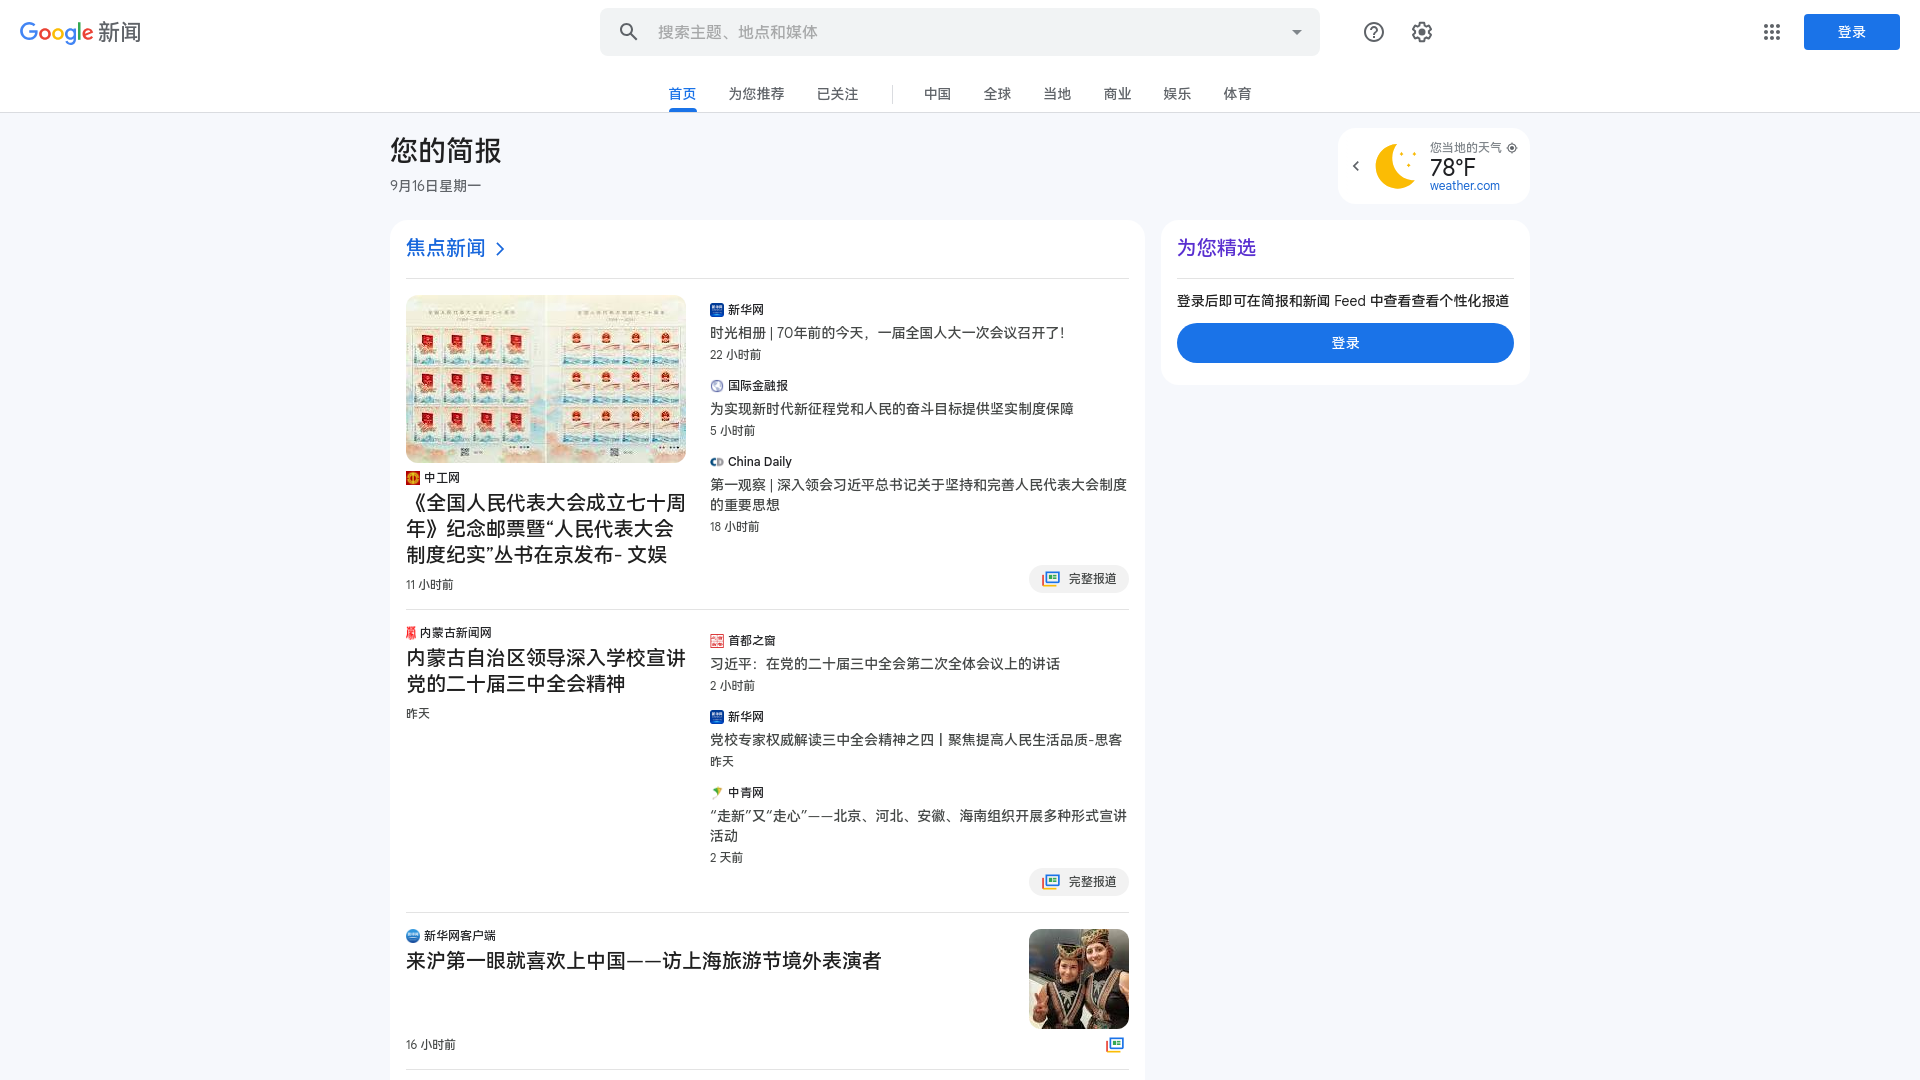 Google 新闻
搜索主题、地点和媒体
登录
首页
为您推荐
已关注
中国
全球
当地
商业
娱乐
体育
您的简报
9月16日星期一
您当地的天气
78°F
weather.com
焦点新闻
中工网
《全国人民代表大会成立七十周
年》纪念邮票暨“人民代表大会
制度纪实”丛书在京发布- 文娱
11 小时前
新华网
时光相册 | 70年前的今天，一届全国人大一次会议召开了！
22 小时前
国际金融报
为实现新时代新征程党和人民的奋斗目标提供坚实制度保障
5 小时前
China Daily
第一观察 | 深入领会习近平总书记关于坚持和完善人民代表大会制度
的重要思想
18 小时前
完整报道
内蒙古新闻网
内蒙古自治区领导深入学校宣讲
党的二十届三中全会精神
昨天
首都之窗
习近平：在党的二十届三中全会第二次全体会议上的讲话
2 小时前
新华网
党校专家权威解读三中全会精神之四丨聚焦提高人民生活品质-思客
昨天
中青网
“走新”又“走心”——北京、河北、安徽、海南组织开展多种形式宣讲
活动
2 天前
完整报道
新华网客户端
来沪第一眼就喜欢上中国——访上海旅游节境外表演者
16 小时前
为您精选
登录后即可在简报和新闻 Feed 中查看查看个性化报道
登录